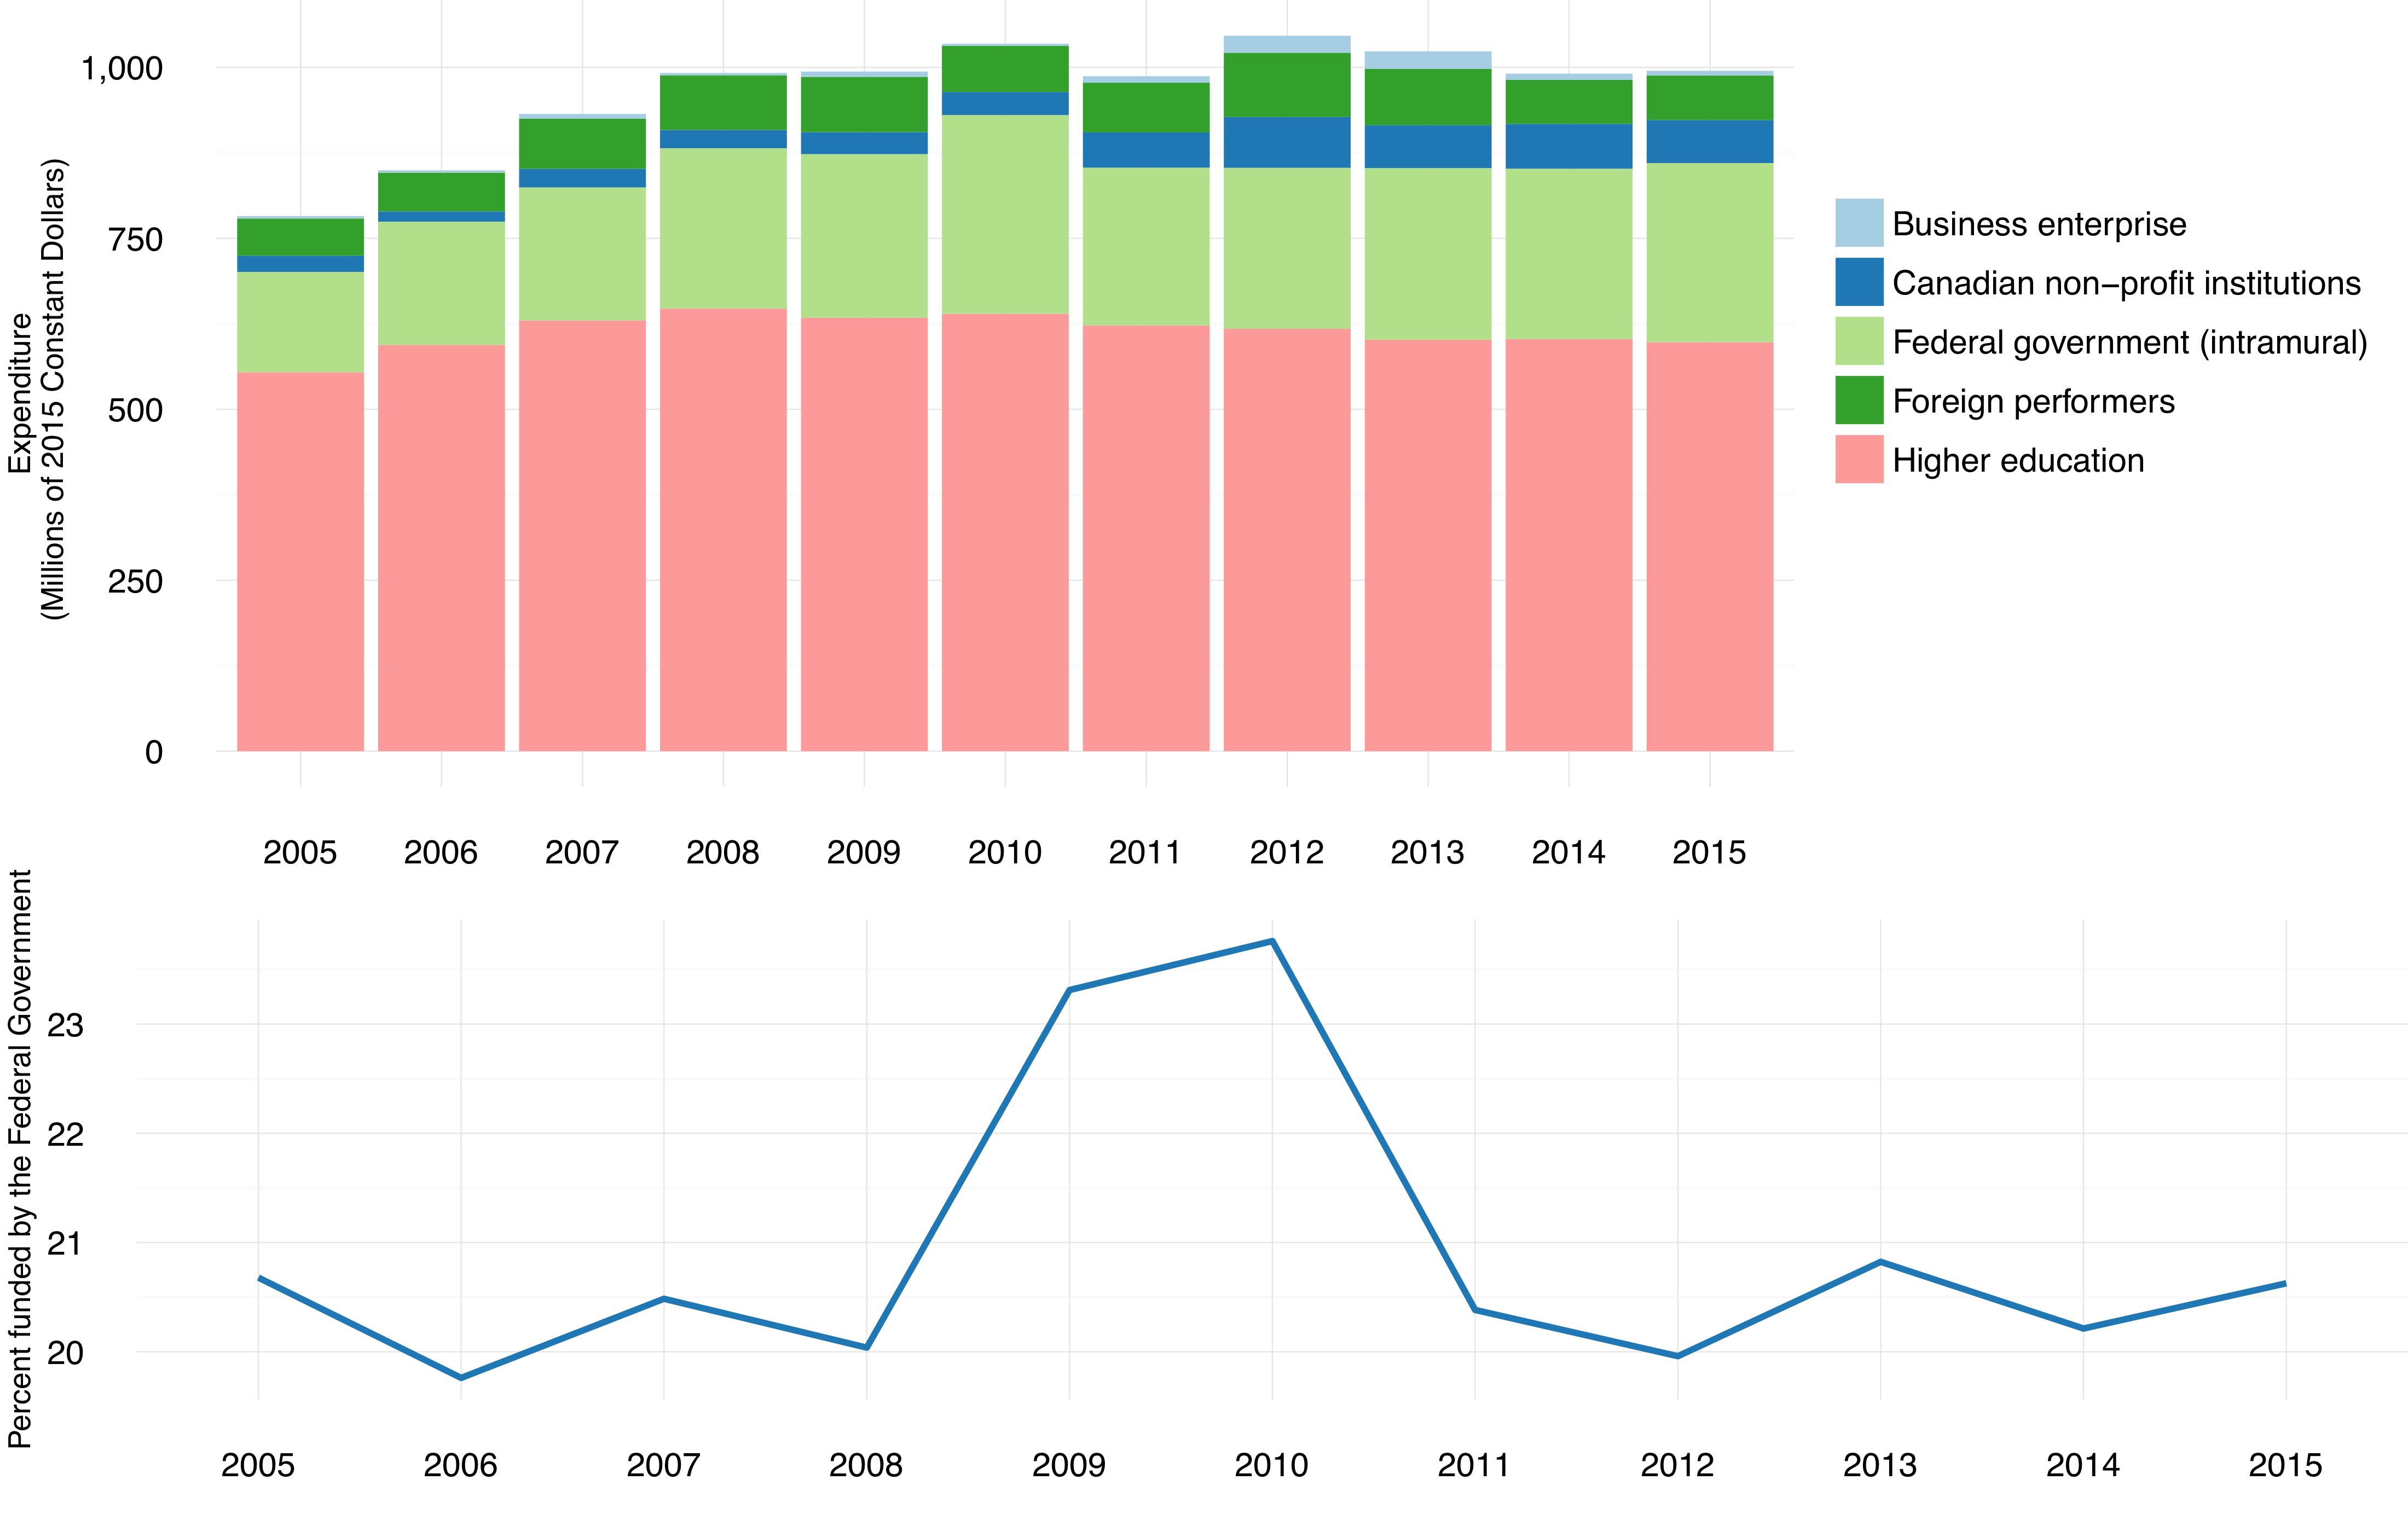 Expenditure
(Millions of 2015 Constant Dollars)
1,000
750
500
250
0
2005 2006 2007 2008 2009 2010 2011 2012 2013 2014 2015
Business enterprise
Canadian non−profit institutions
Federal government (intramural)
Foreign performers
Higher education
Percent funded by the Federal Government
23
22
21
20
2005 2006 2007 2008 2009 2010 2011 2012 2013 2014 2015